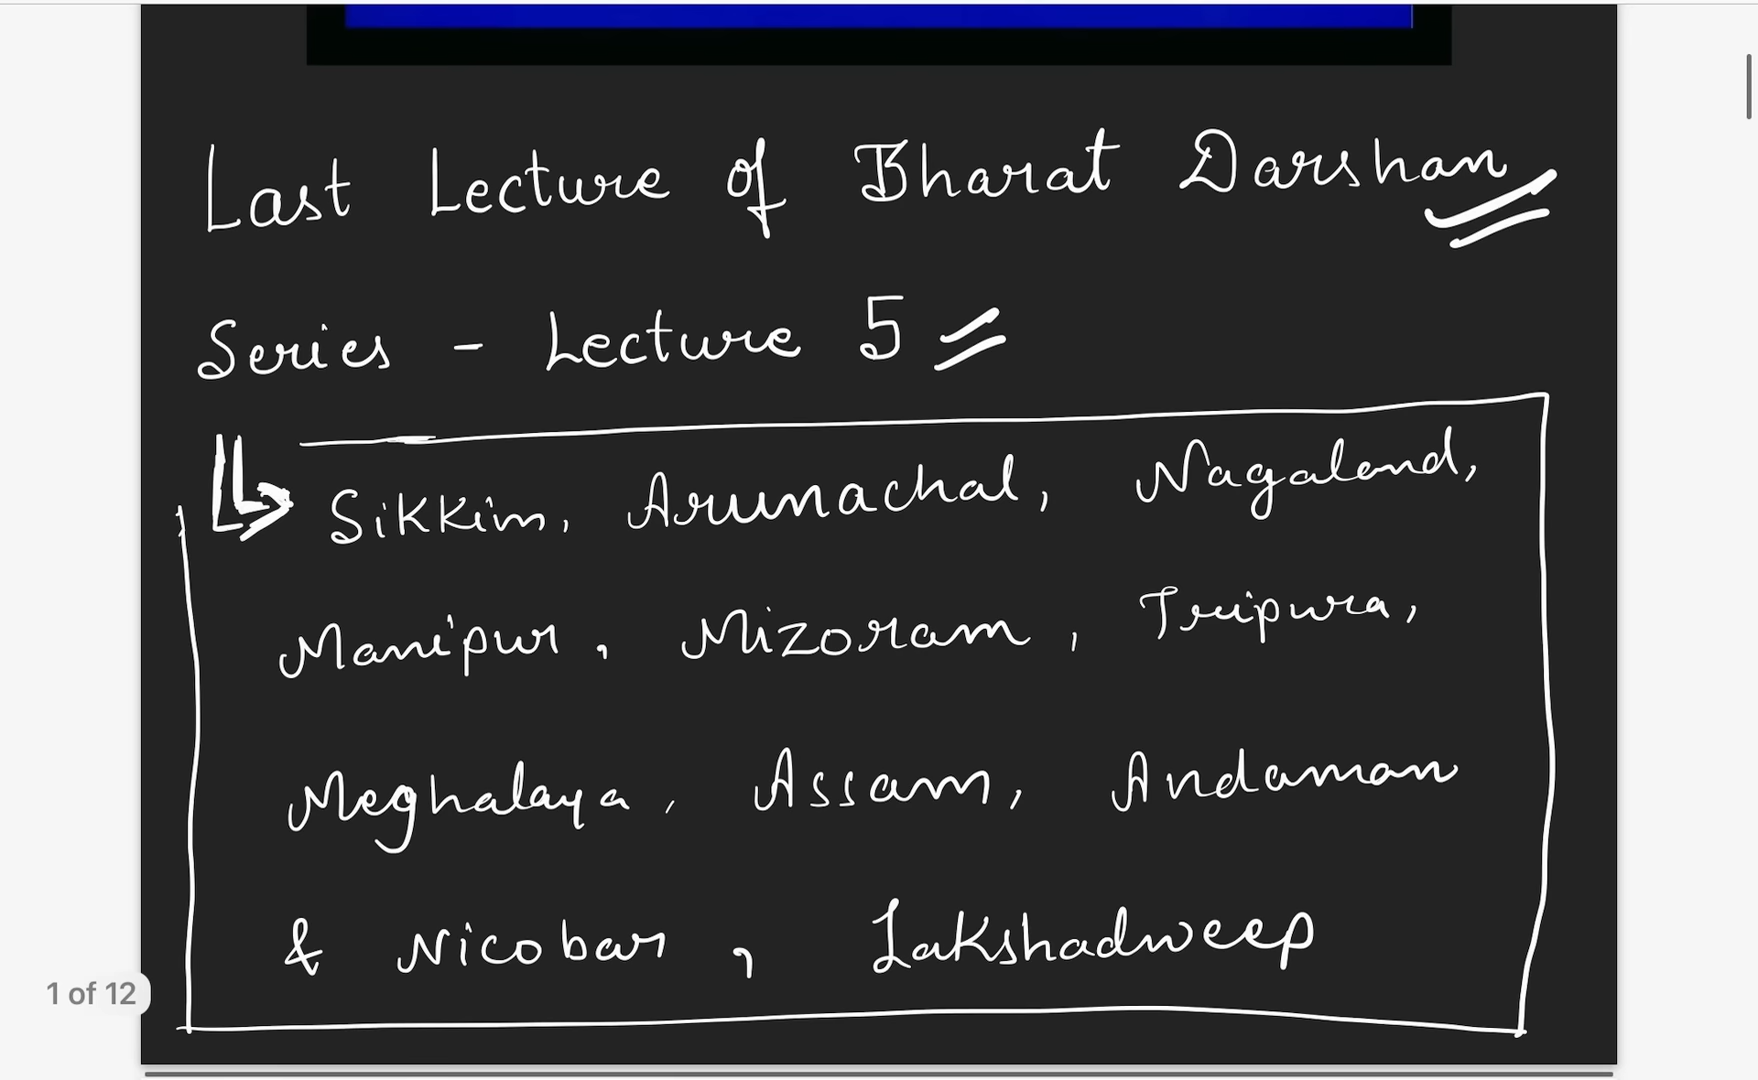 Last Lecture of Bharat Darshan
Series - Lecture 5
Sikkim, Arunachal, Nagaland,
Manipur, Mizoram, Tripura,
Meghalaya, Assam, Andaman
& Nicobar, Lakshadweep
1 of 12